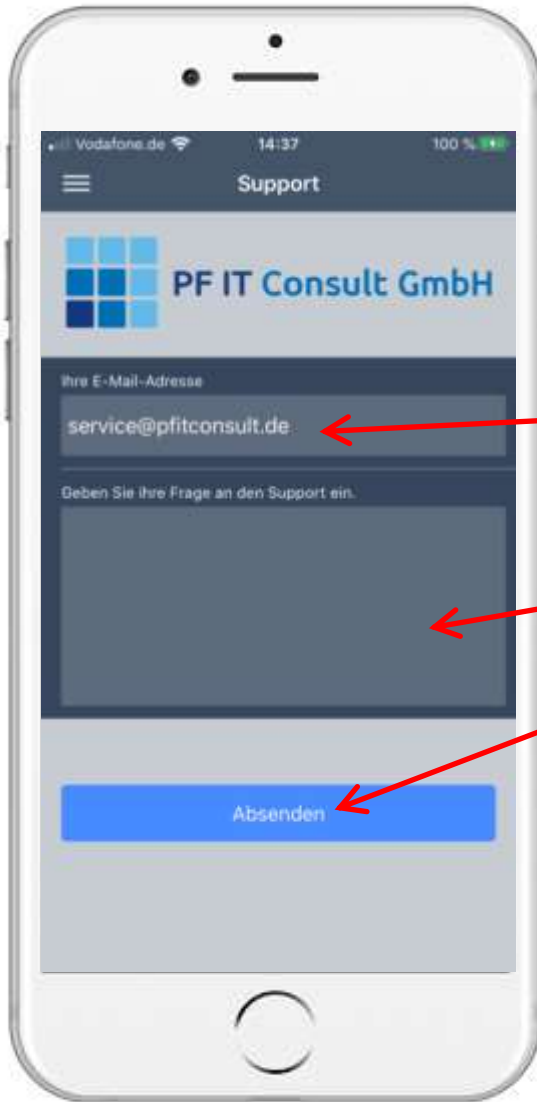 Vodafone.de 14:37 100 %
Support
PF IT Consult GmbH
Ihre E-Mail-Adresse
service@pfitconsult.de
Geben Sie ihre Frage an den Support ein.
Absenden